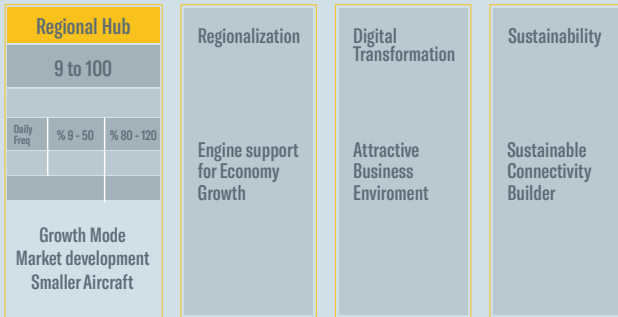 Regional Hub
9 to 100
Daily
Freq
% 9 - 50
% 80 - 120
Growth Mode
Market development
Smaller Aircraft
Regionalization
Engine support
for Economy
Growth
Digital
Transformation
Attractive
Business
Enviroment
Sustainability
Sustainable
Connectivity
Builder